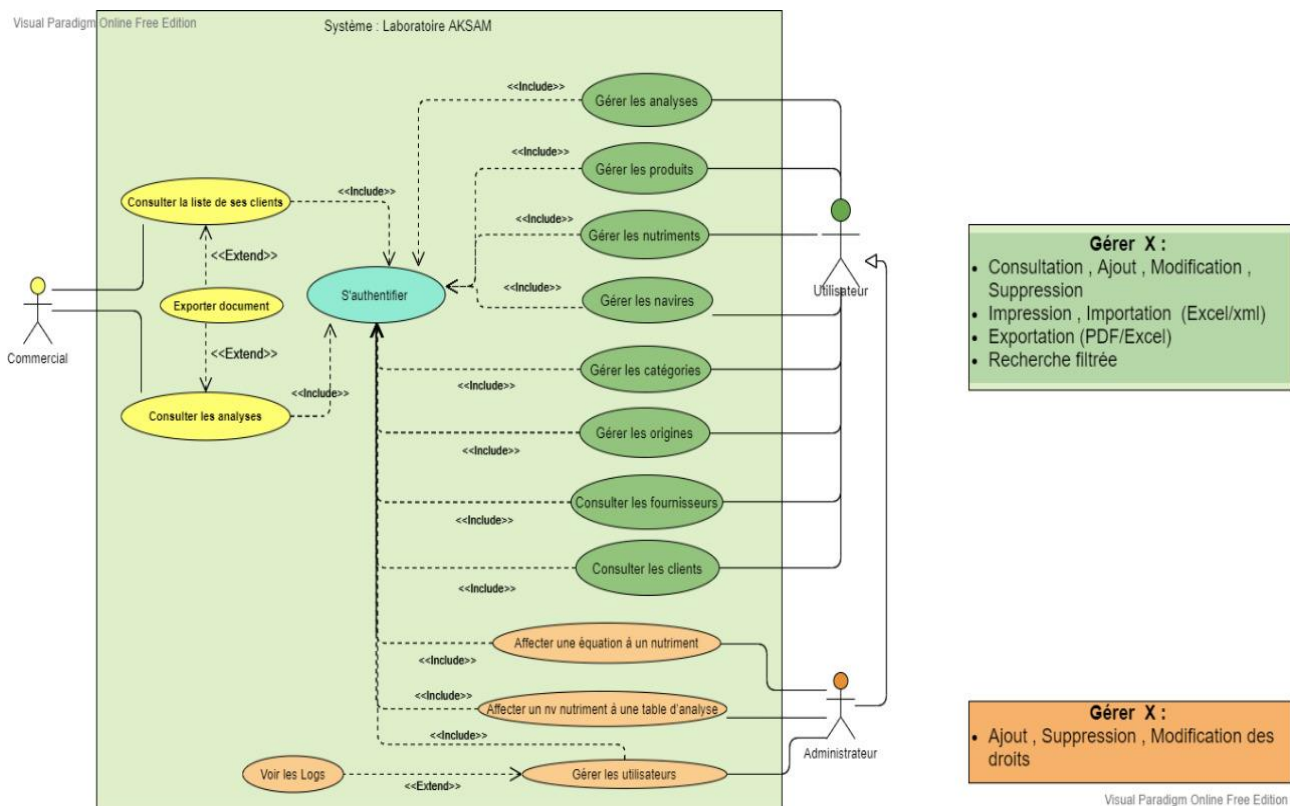 Visual Paradigm Online Free Edition
Système : Laboratoire AKSAM
<<Include>>
Gérer les analyses
<<Include>>
Gérer les produits
Consulter la liste de ses clients
<<Include>>
<<Include>>
Gérer les nutriments
<<Extend>>
S'authentifier
<<Include>>
Gérer les navires
Utilisateur
Exporter document
Commercial
<<Extend>>
<<Include>>
Consulter les analyses
Gérer les catégories
<<Include>>
Gérer les origines
<<Include>>
Consulter les fournisseurs
<<Include>>
Consulter les clients
<<Include>>
Affecter une équation à un nutriment
<<Include>>
<<Include>>
Affecter un nv nutriment à une table d'analyse
<<Include>>
Administrateur
Voir les Logs
<<Extend>>
Gérer les utilisateurs
Gérer X :
• Consultation , Ajout , Modification ,
Suppression
• Impression , Importation (Excel/xml)
• Exportation (PDF/Excel)
• Recherche filtrée
Gérer X :
• Ajout , Suppression , Modification des
droits
Visual Paradigm Online Free Edition